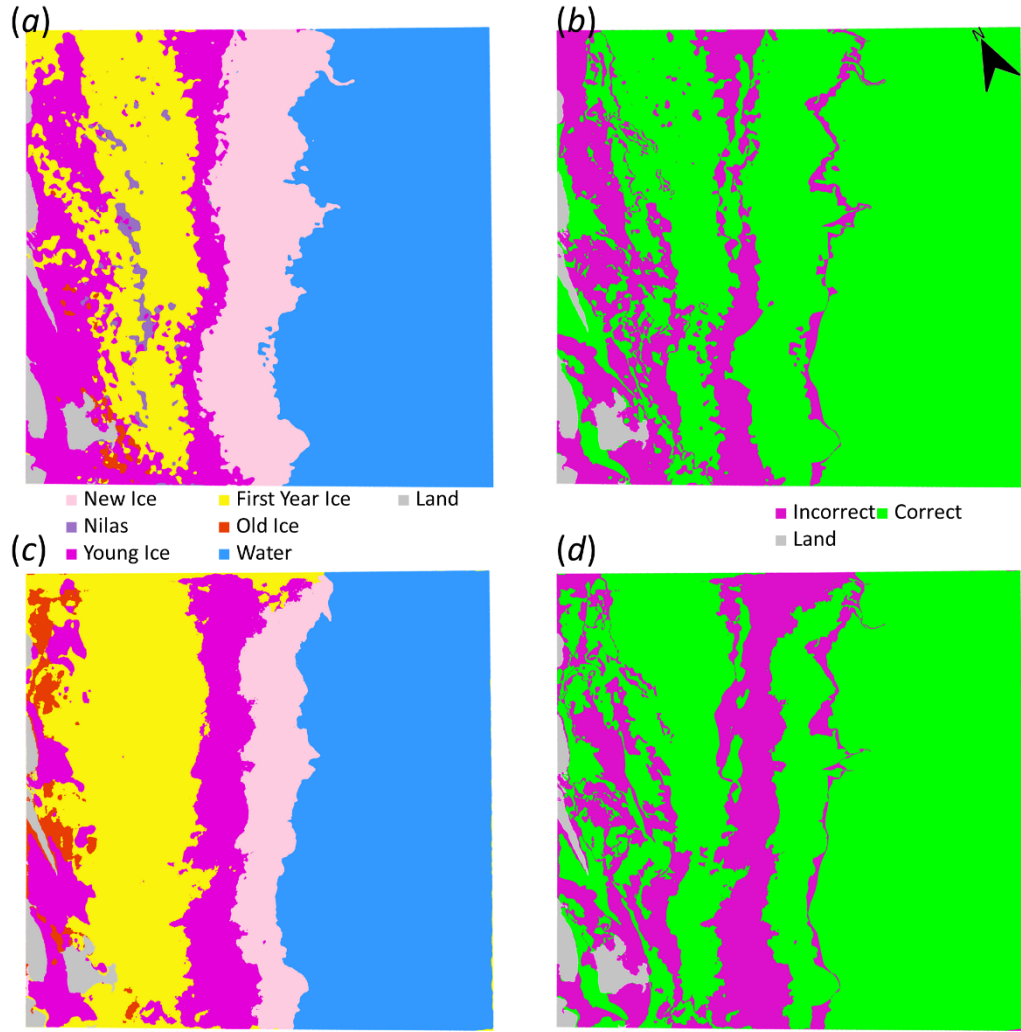 (a)
(b)
N
New Ice First Year Ice Land
Nilas Old Ice
Young Ice Water
Incorrect Correct
Land
(c)
(d)